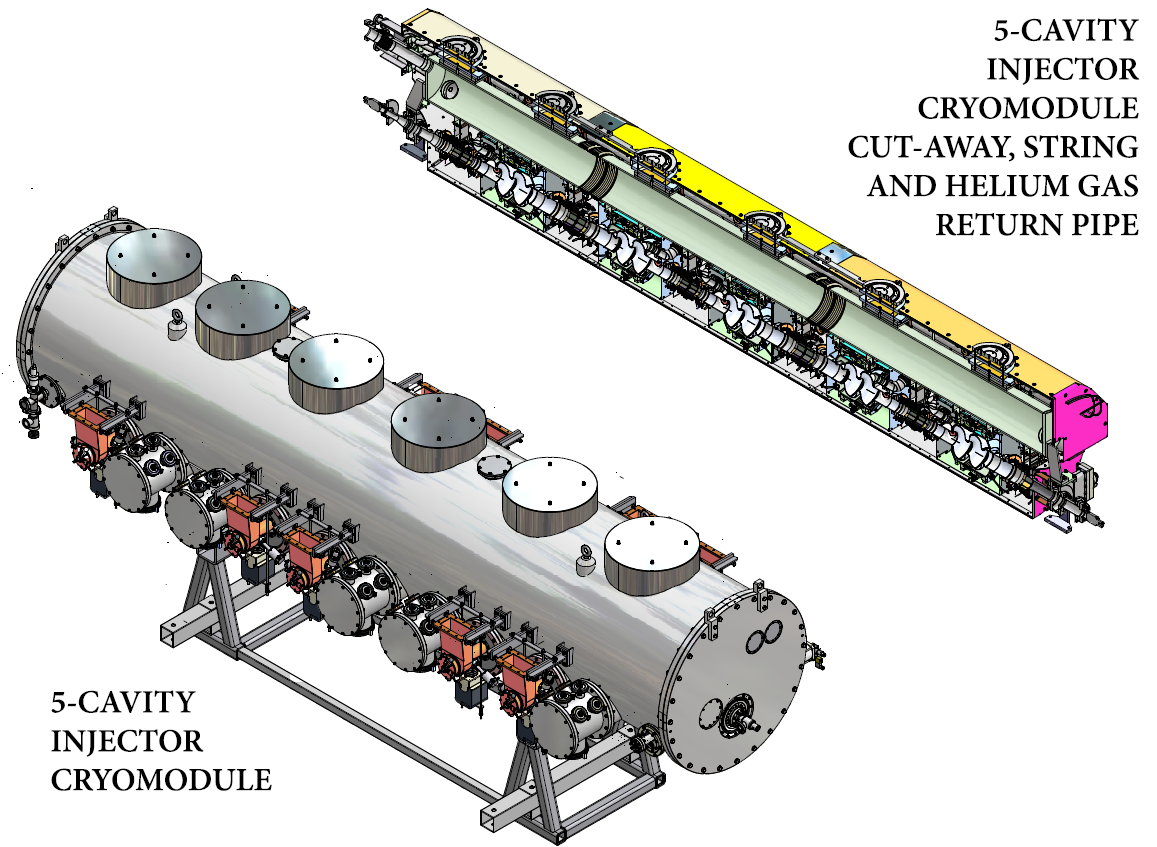 5-CAVITY
INJECTOR
CRYOMODULE
CUT-AWAY, STRING
AND HELIUM GAS
RETURN PIPE
5-CAVITY
INJECTOR
CRYOMODULE